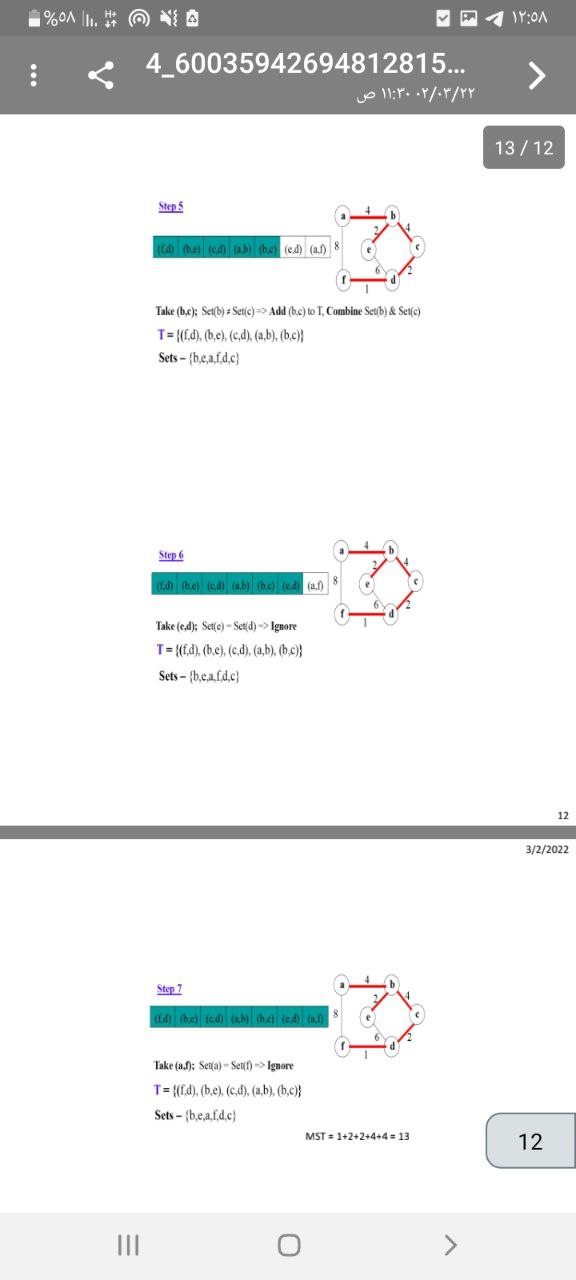 %٥٨ H+ ١٢:٥٨
4_60035942694812815...
٠٢/٠٣/٢٢ ١١:٣٠ ص
13 / 12
Step 5
(f,d) (b,e) (c,d) (a,b) (b,c) (e,d) (a,f)
a 4 b
2 4
8 e c
6 2
f 1 d
Take (b,c); Set(b) ≠ Set(c) => Add (b,c) to T, Combine Set(b) & Set(c)
T = {(f,d), (b,e), (c,d), (a,b), (b,c)}
Sets – {b,e,a,f,d,c}
Step 6
(f,d) (b,e) (c,d) (a,b) (b,c) (e,d) (a,f)
a 4 b
2 4
8 e c
6 2
f 1 d
Take (e,d); Set(e) = Set(d) => Ignore
T = {(f,d), (b,e), (c,d), (a,b), (b,c)}
Sets – {b,e,a,f,d,c}
12
3/2/2022
Step 7
(f,d) (b,e) (c,d) (a,b) (b,c) (e,d) (a,f)
a 4 b
2 4
8 e c
6 2
f 1 d
Take (a,f); Set(a) = Set(f) => Ignore
T = {(f,d), (b,e), (c,d), (a,b), (b,c)}
Sets – {b,e,a,f,d,c}
MST = 1+2+2+4+4 = 13
12